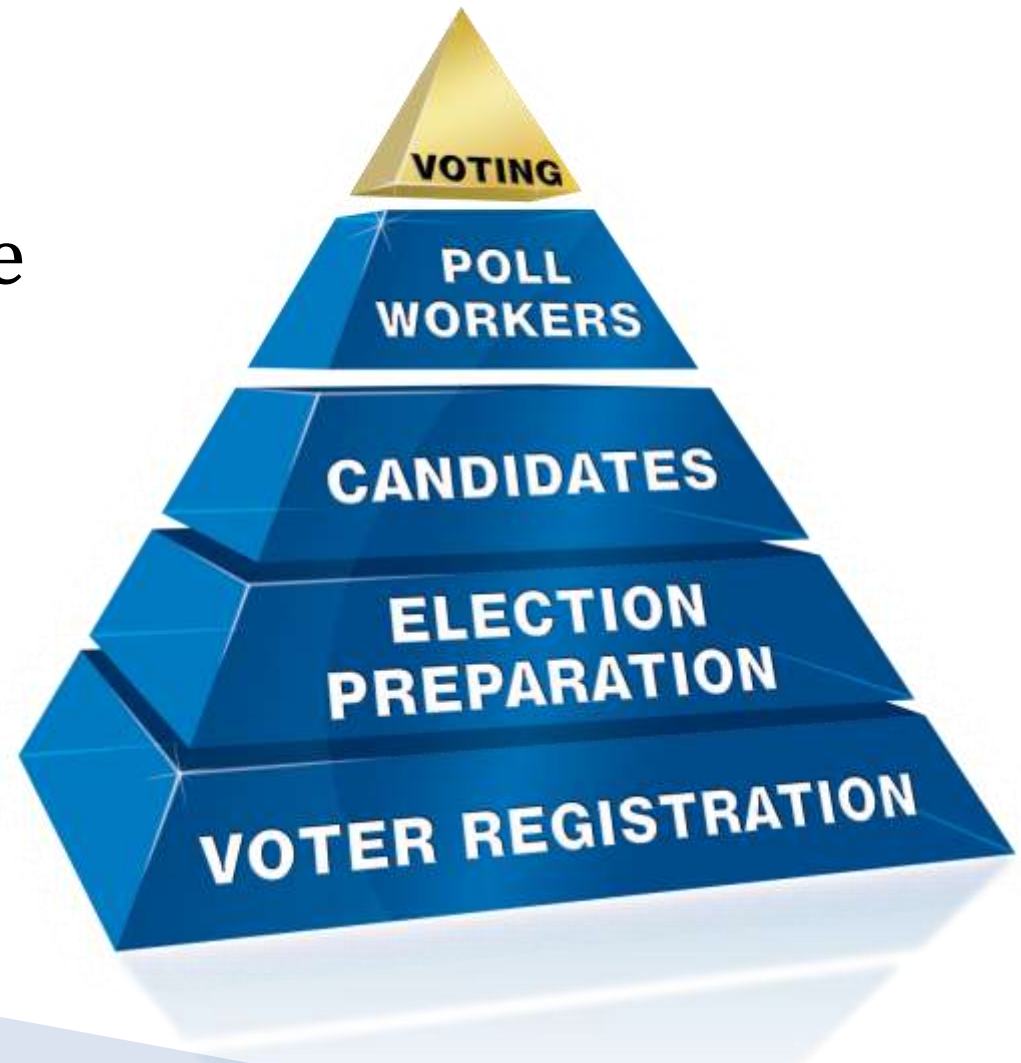 VOTING
e
POLL
WORKERS
CANDIDATES
ELECTION
PREPARATION
VOTER REGISTRATION